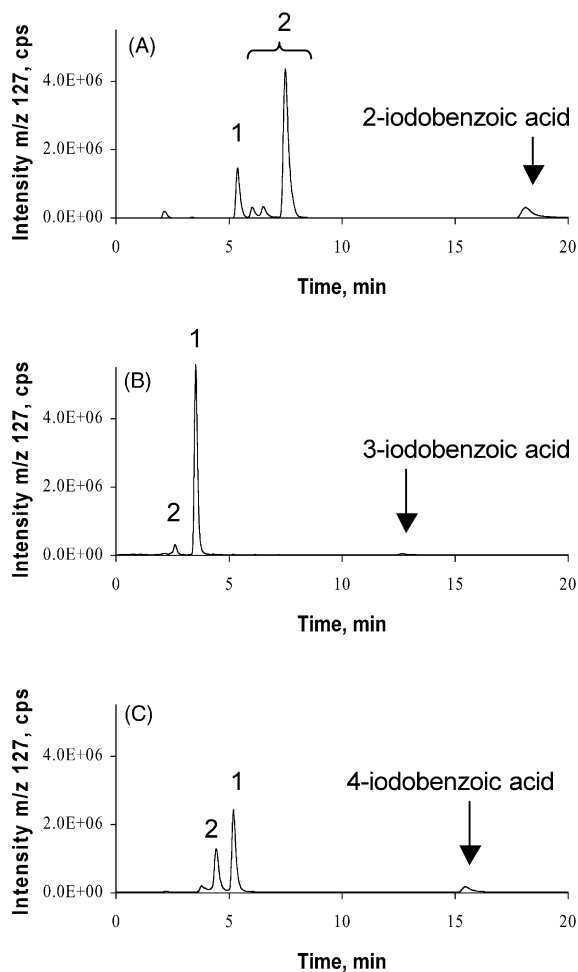 (A)
2
1
2-iodobenzoic acid
Intensity m/z 127, cps
4.0E+06
2.0E+06
0.0E+00
0 5 10 15 20
Time, min
(B)
1
2
3-iodobenzoic acid
Intensity m/z 127, cps
4.0E+06
2.0E+06
0.0E+00
0 5 10 15 20
Time, min
(C)
1
2
4-iodobenzoic acid
Intensity m/z 127, cps
4.0E+06
2.0E+06
0.0E+00
0 5 10 15 20
Time, min